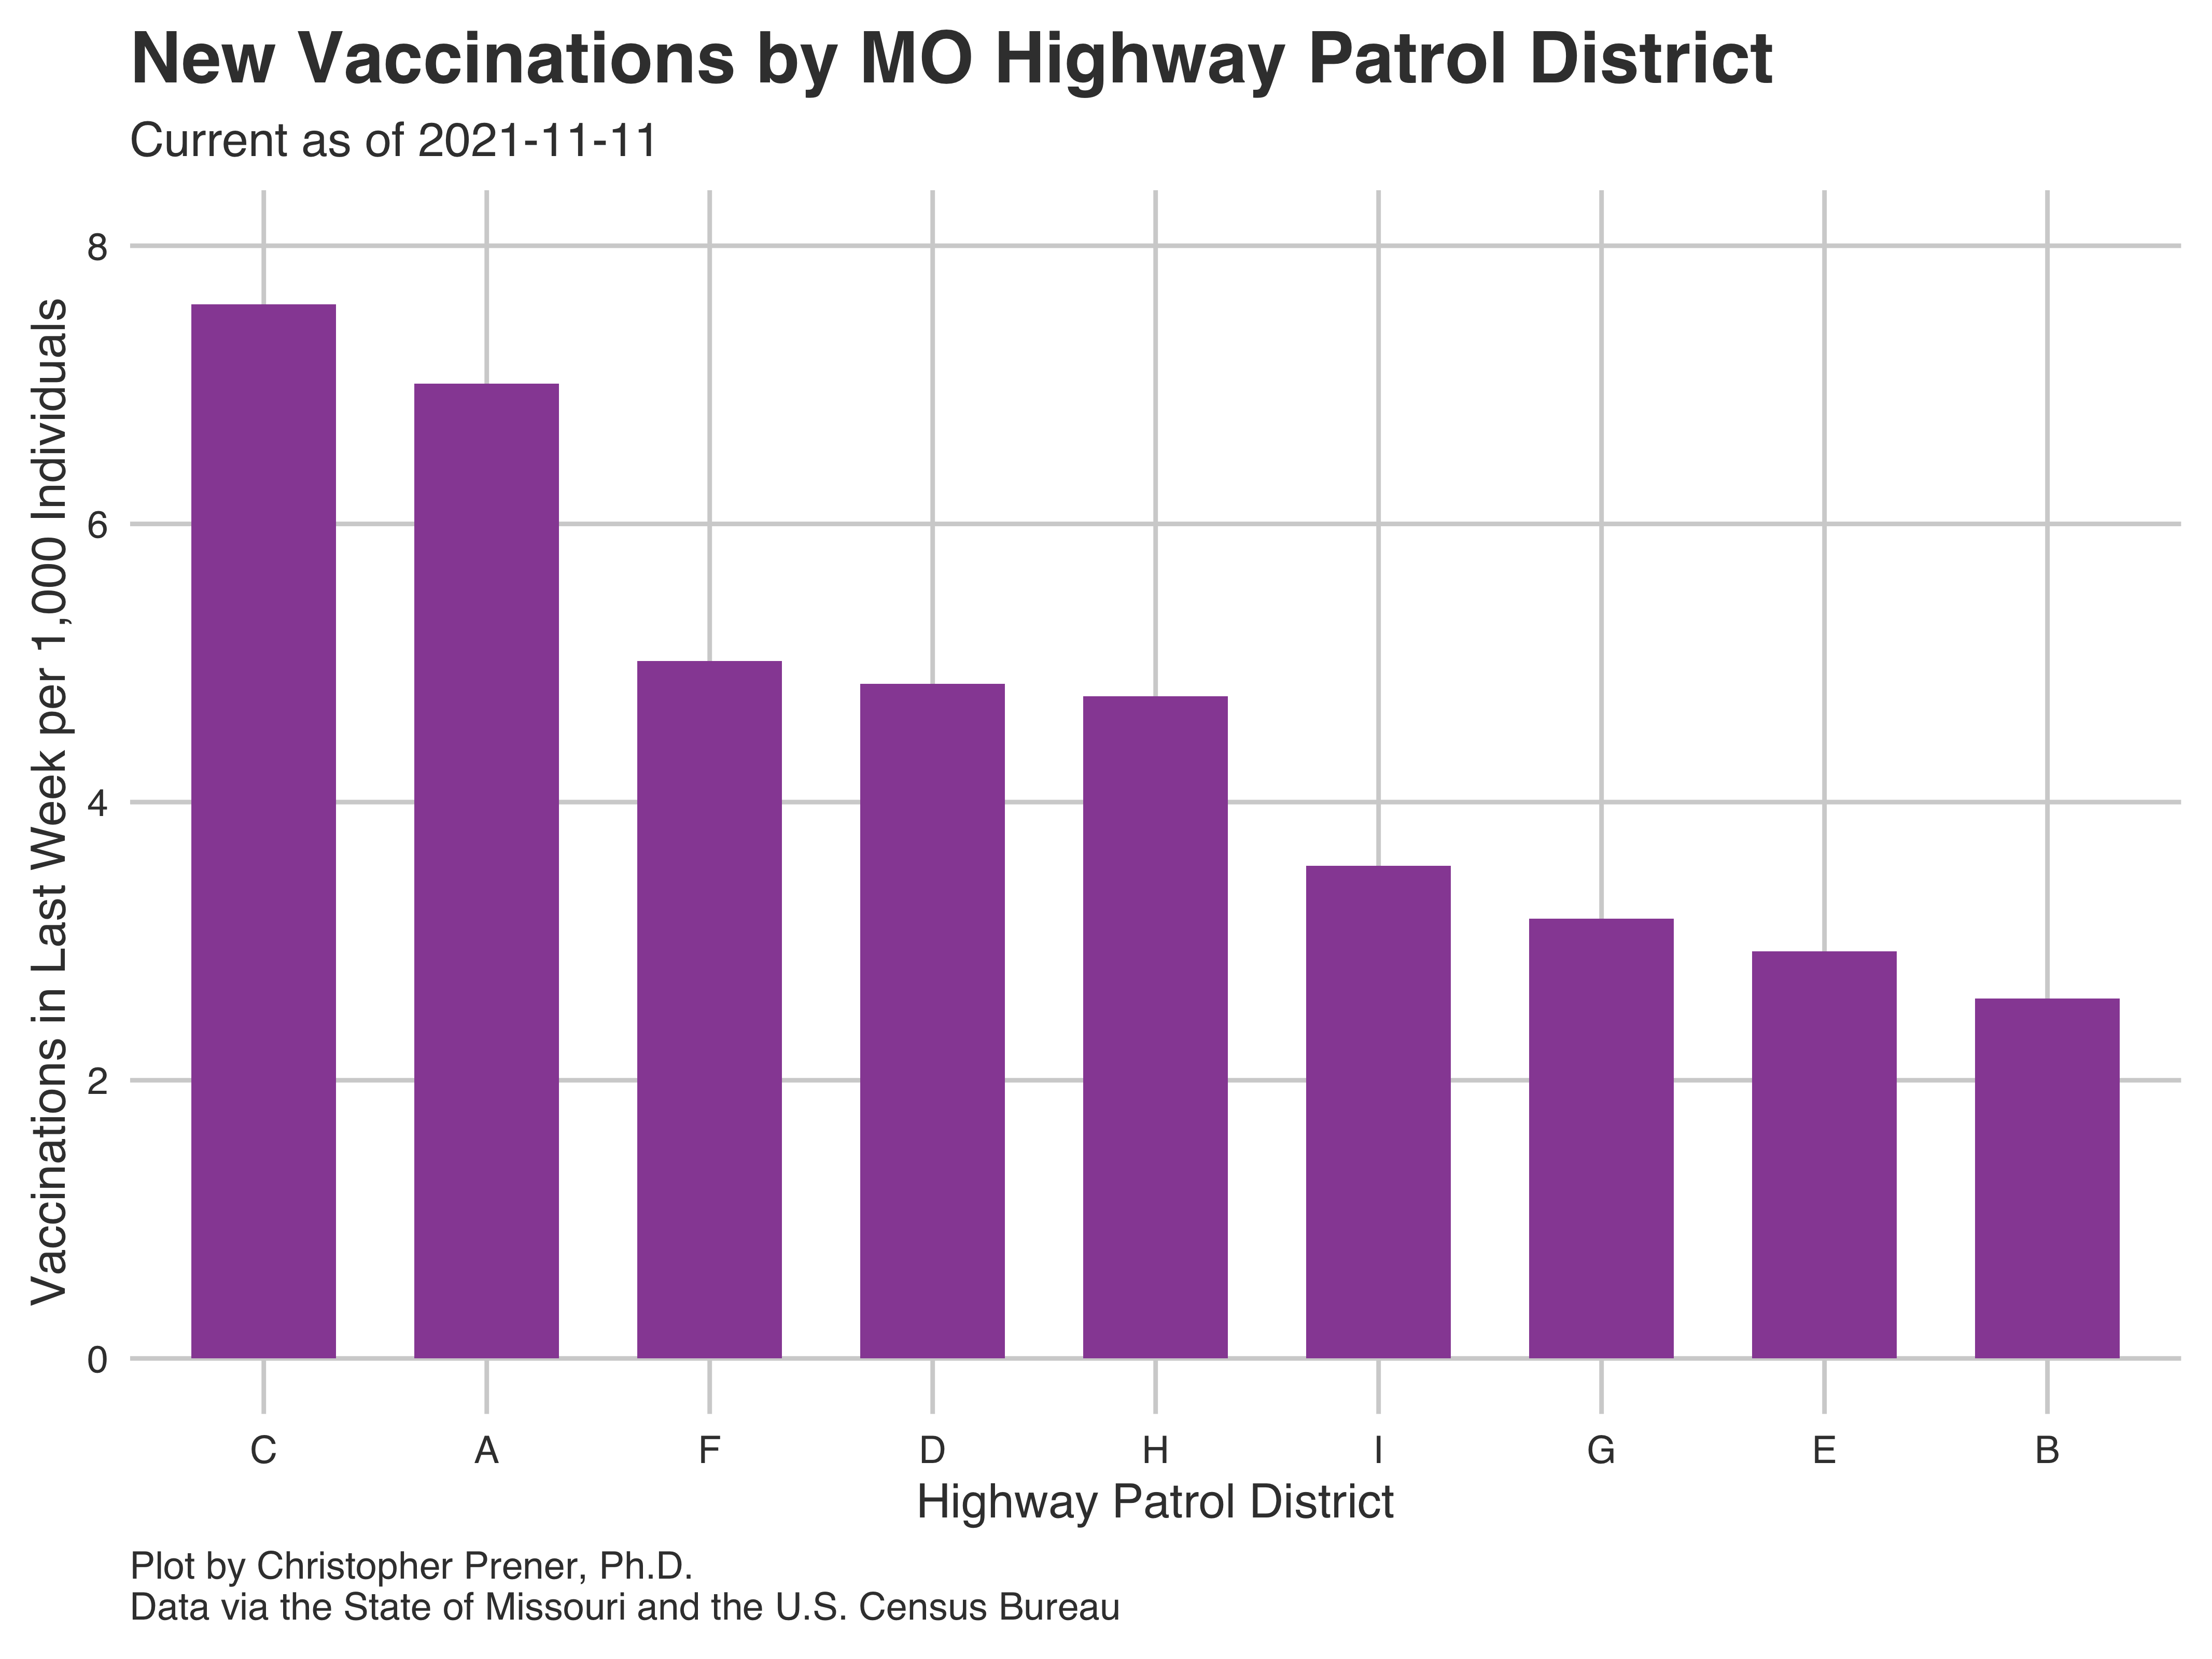 New Vaccinations by MO Highway Patrol District
Current as of 2021-11-11
Vaccinations in Last Week per 1,000 Individuals
8
6
4
2
0
C A F D H I G E B
Highway Patrol District
Plot by Christopher Prener, Ph.D.
Data via the State of Missouri and the U.S. Census Bureau